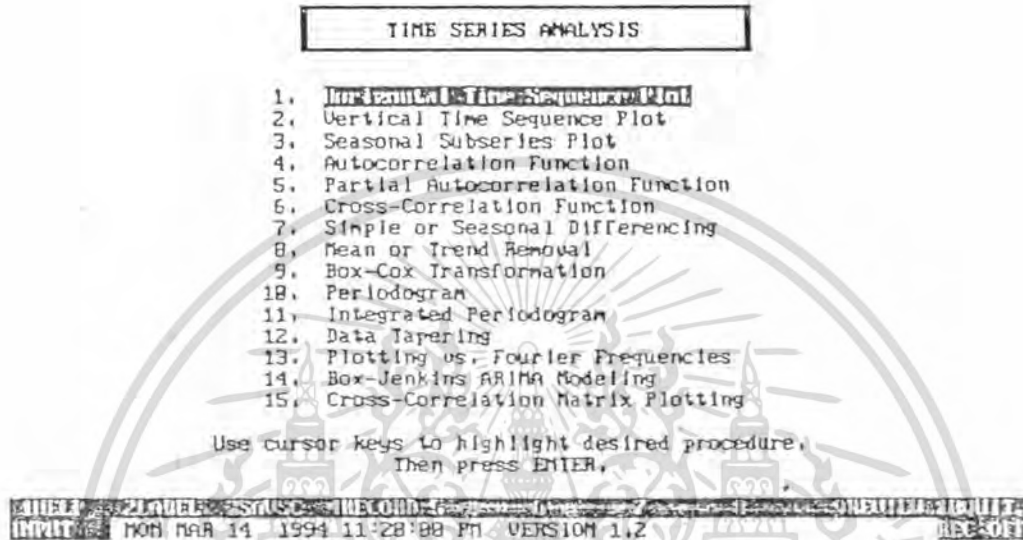 TIME SERIES ANALYSIS
1. Horizontal Time Sequence Plot
2. Vertical Time Sequence Plot
3. Seasonal Subseries Plot
4. Autocorrelation Function
5. Partial Autocorrelation Function
6. Cross-Correlation Function
7. Simple or Seasonal Differencing
8. Mean or Trend Removal
9. Box-Cox Transformation
10. Periodogram
11. Integrated Periodogram
12. Data Tapering
13. Plotting vs. Fourier Frequencies
14. Box-Jenkins ARIMA Modeling
15. Cross-Correlation Matrix Plotting
Use cursor keys to highlight desired procedure.
Then press ENTER.
INPUT MON MAR 14 1994 11:28:00 PM VERSION 1.2